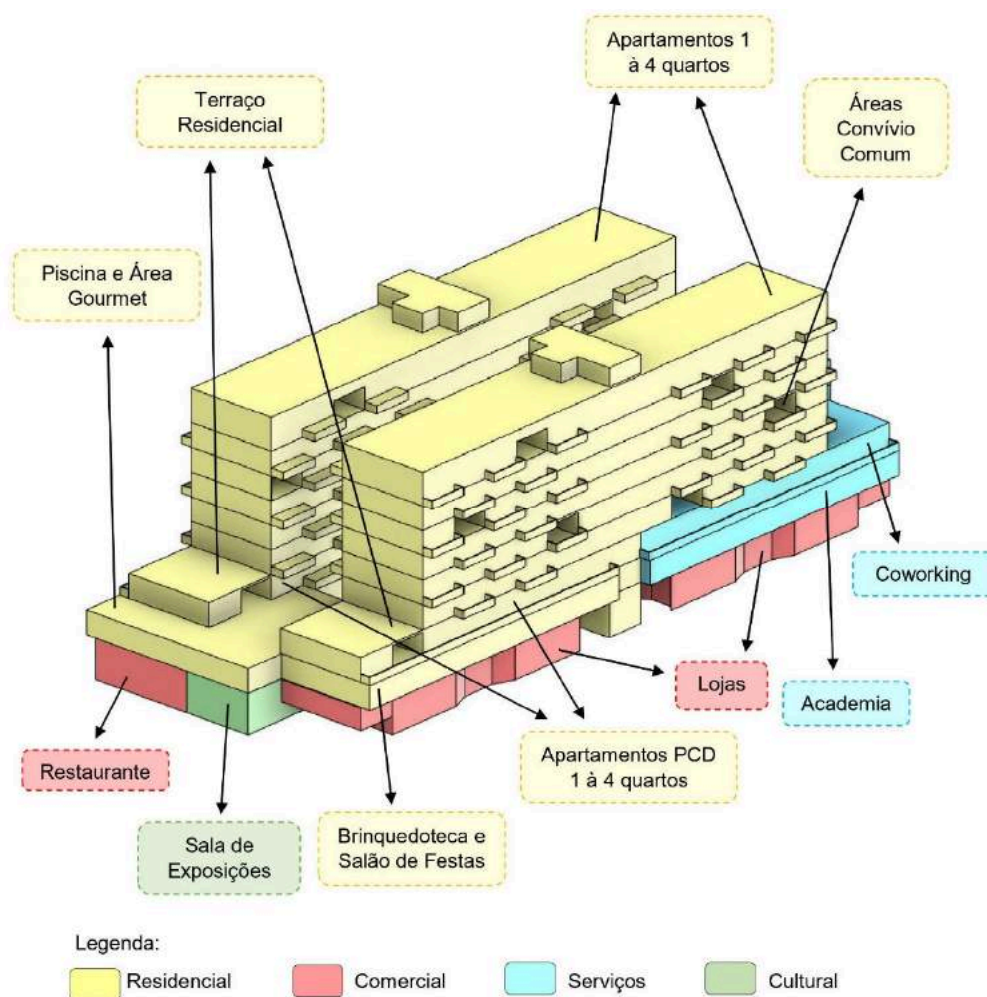 Apartamentos 1
à 4 quartos
Terraço
Residencial
Áreas
Convívio
Comum
Piscina e Área
Gourmet
Coworking
Lojas
Academia
Restaurante
Apartamentos PCD
1 à 4 quartos
Sala de
Exposições
Brinquedoteca e
Salão de Festas
Legenda:
Residencial
Comercial
Serviços
Cultural